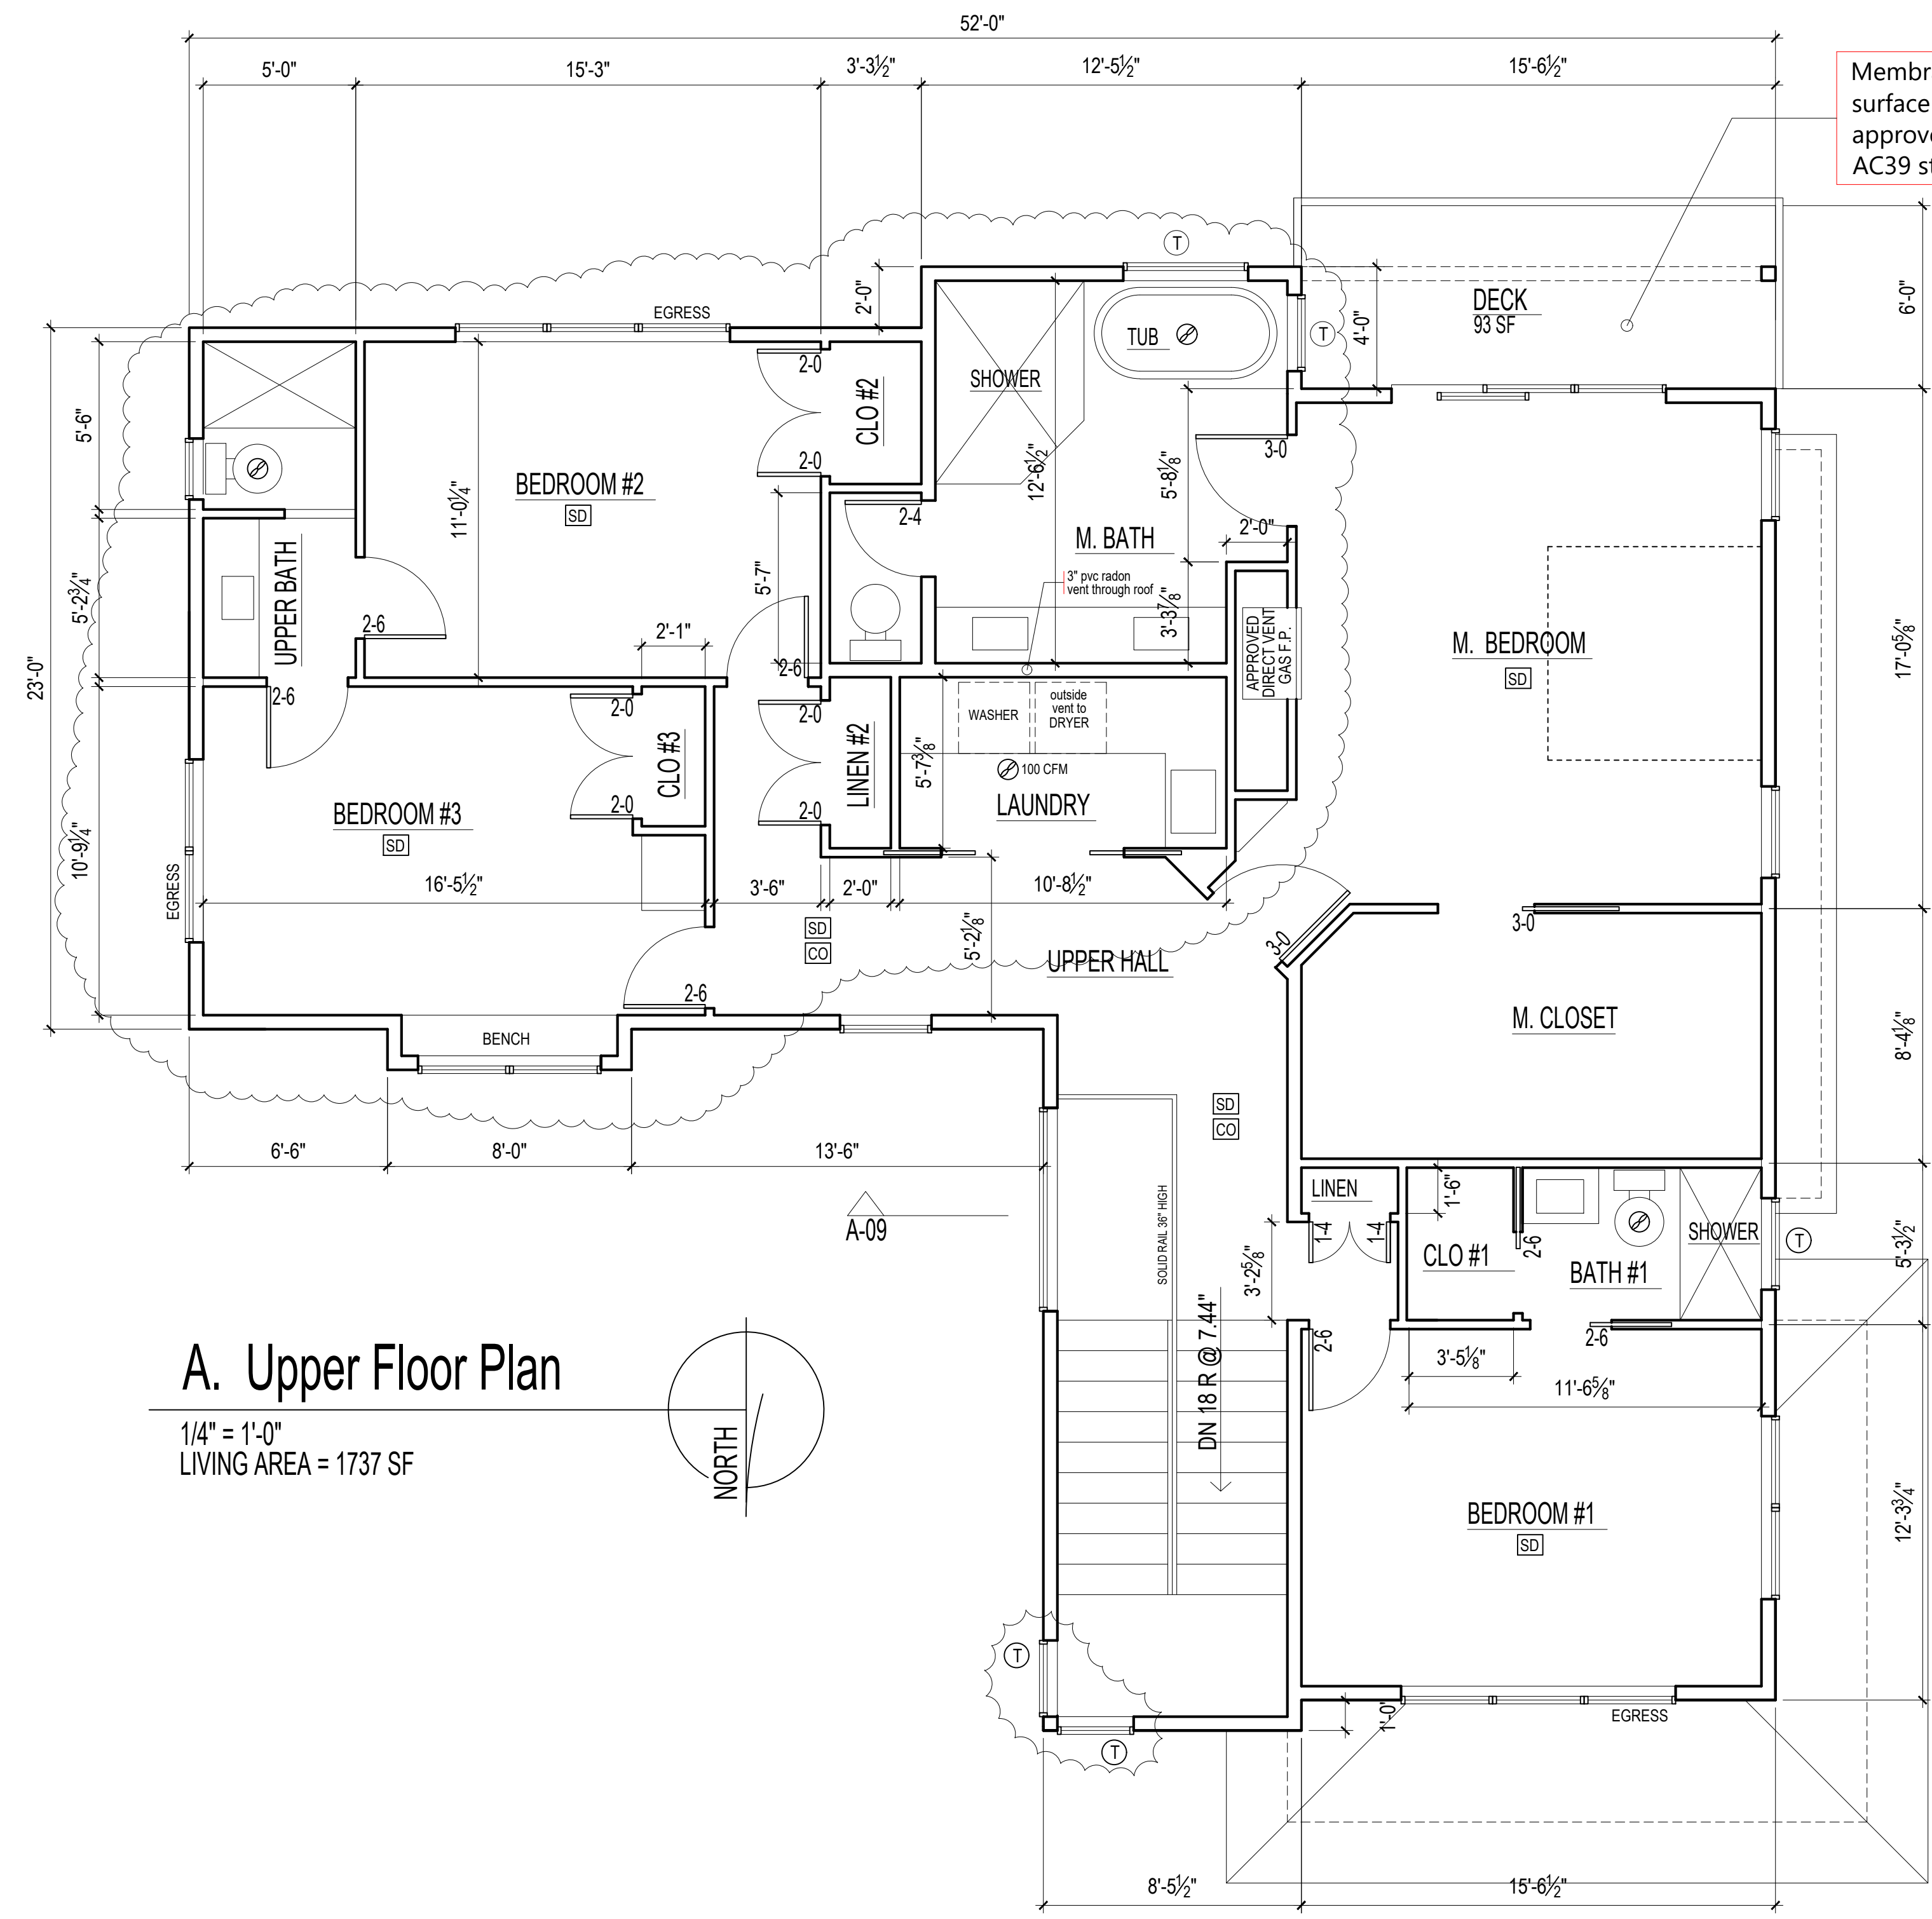 52'-0"
5'-0"
15'-3"
3'-3½"
12'-5½"
15'-6½"
surface
AC39
T
2'-0"
EGRESS
TUB
T
4'-0"
DECK
93 SF
6'-0"
2-0
SHOWER
CLO #2
5'-6"
2-0
3-0
BEDROOM #2
SD
11'-0¼"
12'-6½"
5'-8⅛"
2-4
M. BATH
2'-0"
UPPER BATH
5'-2¾"
5'-7"
3" pvc radon
vent through roof
3'-3⅞"
2-6
2'-1"
APPROVED
DIRECT VENT
GAS F.P.
M. BEDROOM
SD
17'-0⅝"
23'-0"
2-6
2-6
2-0
2-0
WASHER
outside
vent to
DRYER
CLO #3
LINEN #2
5'-7⅜"
100 CFM
BEDROOM #3
SD
2-0
2-0
LAUNDRY
10'-9¼"
EGRESS
16'-5½"
3'-6"
2'-0"
10'-8½"
SD
CO
5'-2⅛"
3-0
3-0
UPPER HALL
2-6
M. CLOSET
8'-4⅛"
BENCH
SD
CO
6'-6"
8'-0"
13'-6"
SOLID RAIL 36" HIGH
LINEN
1'-6"
1-4
1-4
2-6
SHOWER
T
A-09
3'-2⅝"
CLO #1
BATH #1
5'-3½"
DN 18 R @ 7.44"
2-6
2-6
3'-5⅛"
11'-6⅝"
A. Upper Floor Plan
1/4" = 1'-0"
LIVING AREA = 1737 SF
NORTH
BEDROOM #1
SD
12'-3¾"
T
1'-0"
EGRESS
T
8'-5½"
15'-6½"